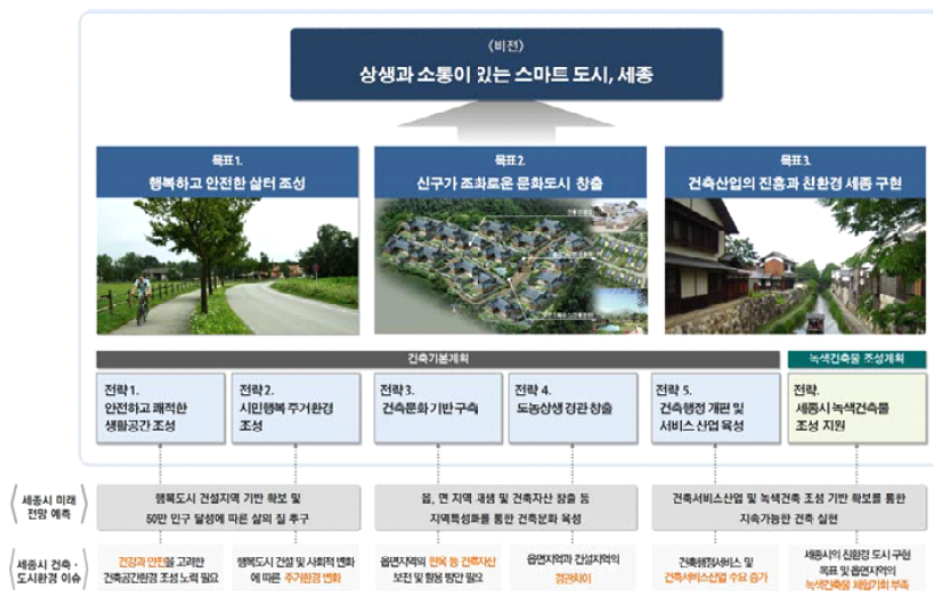 〈비전〉
상생과 소통이 있는 스마트 도시, 세종
목표1.
행복하고 안전한 삶터 조성
목표2.
신구가 조화로운 문화도시 창출
목표3.
건축산업의 진흥과 친환경 세종 구현
건축기본계획
녹색건축물 조성계획
전략 1.
안전하고 쾌적한
생활공간 조성
전략 2.
시민행복 주거환경
조성
전략 3.
건축문화 기반 구축
전략 4.
도농상생 경관 창출
전략 5.
건축행정 개편 및
서비스 산업 육성
전략.
세종시 녹색건축물
조성 지원
세종시 미래
전망 예측
행복도시 건설지역 기반 확보 및
50만 인구 달성에 따른 삶의 질 추구
읍, 면 지역 재생 및 건축자산 창출 등
지역특성화를 통한 건축문화 육성
건축서비스산업 및 녹색건축 조성 기반 확보를 통한
지속가능한 건축 실현
세종시 건축·
도시환경 이슈
건강과 안전을 고려한
건축공간환경 조성 노력 필요
행복도시 건설 및 사회적 변화
에 따른 주거환경 변화
읍면지역의 한옥 등 건축자산
보전 및 활용 방안 필요
읍면지역과 건설지역의
경관차이
건축행정서비스 및
건축서비스산업 수요 증가
세종시의 친환경 도시 구현
목표 및 읍면지역의
녹색건축물 체험기회 부족